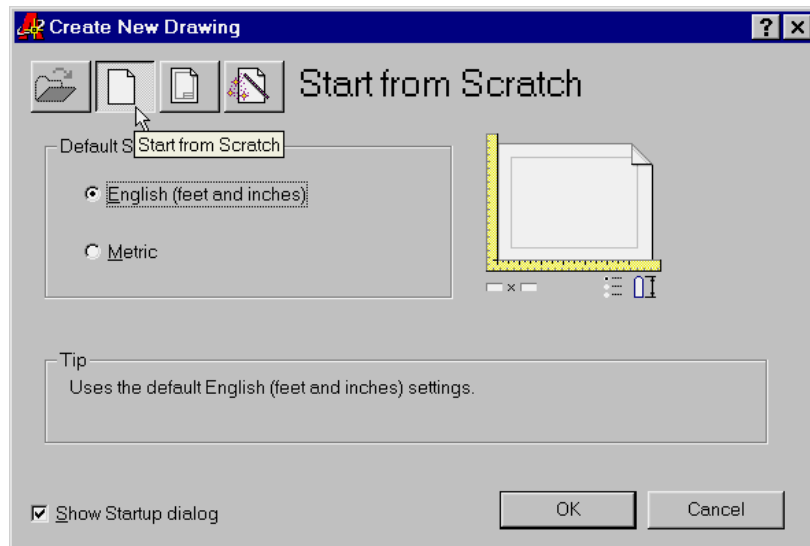 Create New Drawing
Start from Scratch
Default S
Start from Scratch
English (feet and inches)
Metric
Tip
Uses the default English (feet and inches) settings.
Show Startup dialog
OK
Cancel